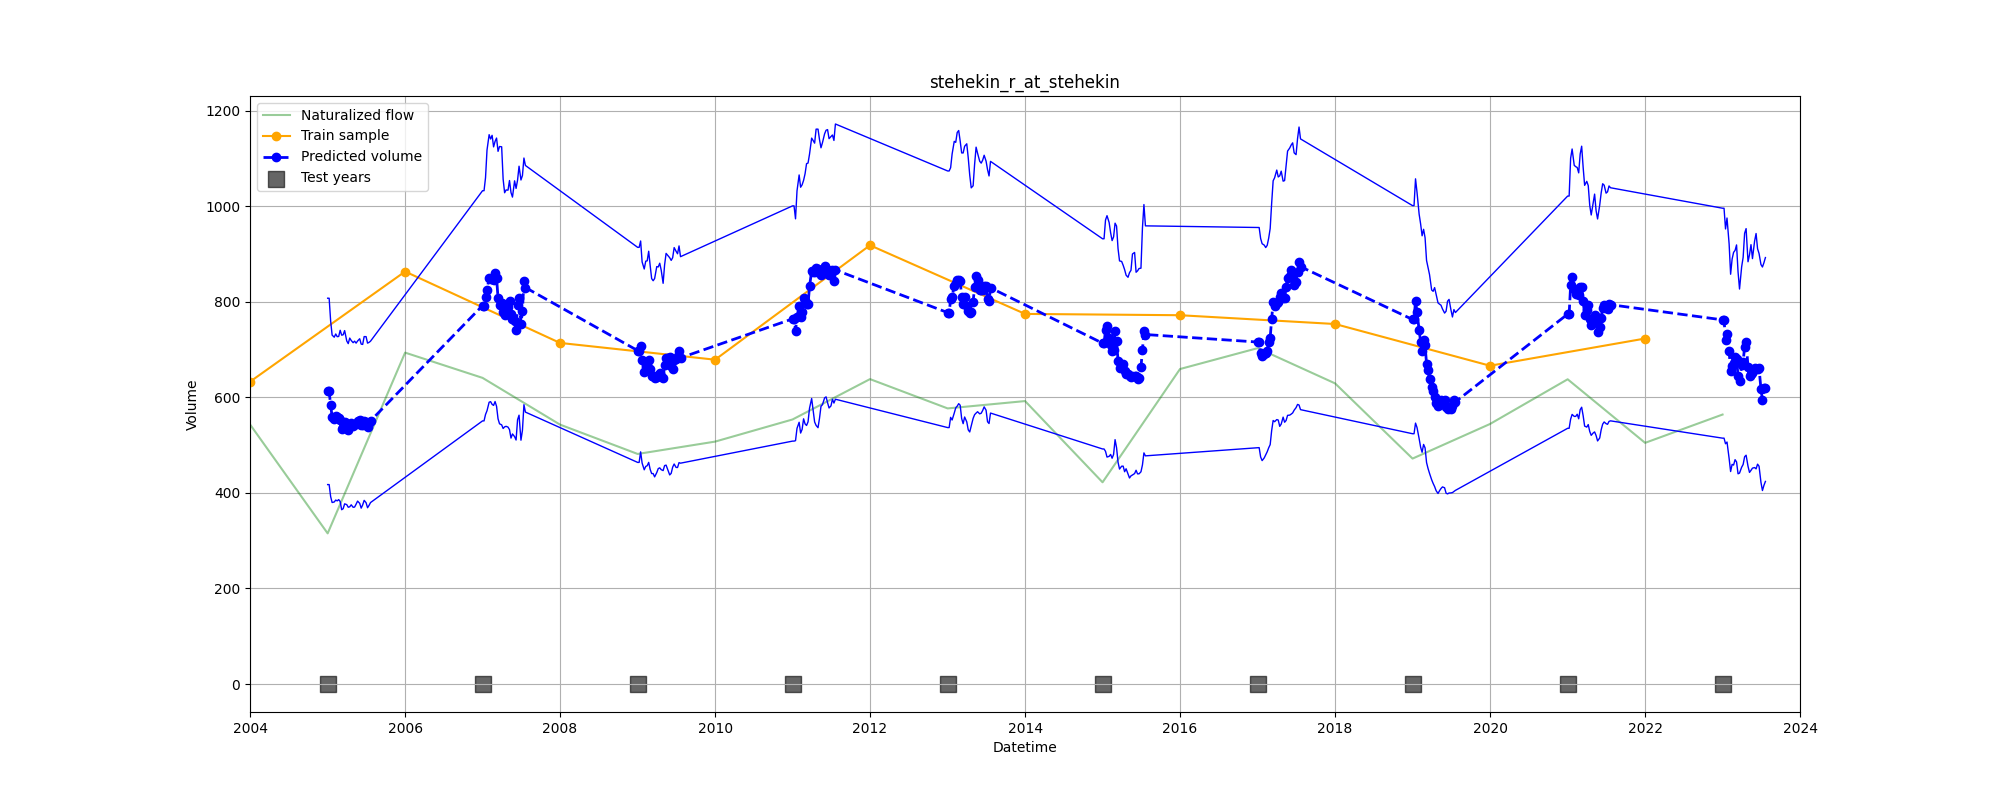 stehekin_r_at_stehekin
1200
1000
800
600
400
200
0
Volume
Naturalized flow
Train sample
Predicted volume
Test years
2004 2006 2008 2010 2012 2014 2016 2018 2020 2022 2024
Datetime